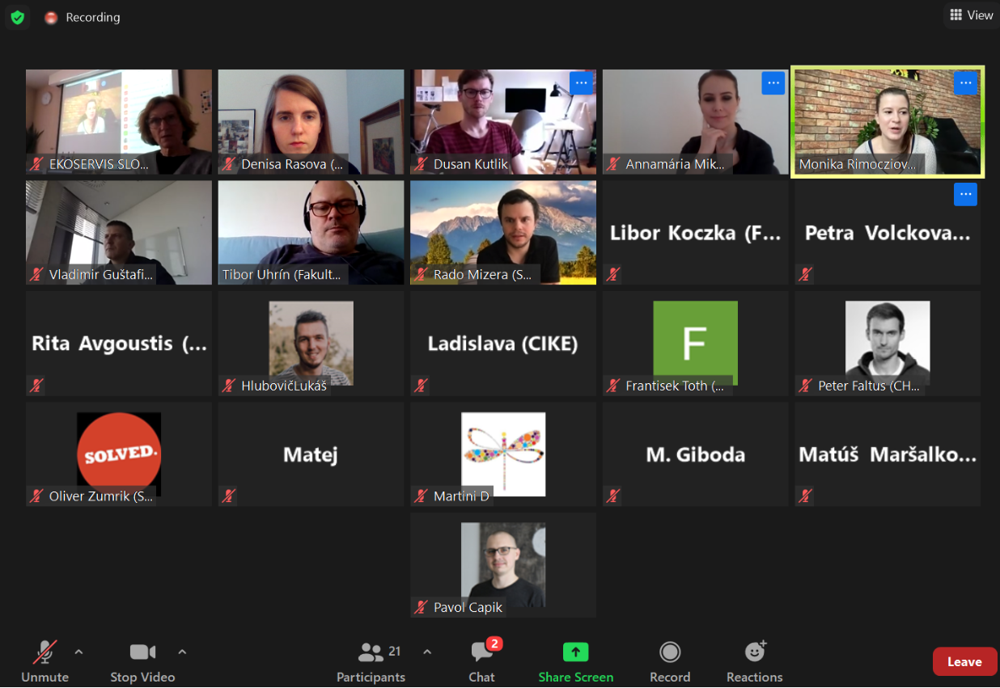 Recording
View
EKOSERVIS SLO...
Denisa Rasova (...
Dusan Kutlik
Annamária Mik...
Monika Rimocziov...
Vladimir Guštafi...
Tibor Uhrín (Fakult...
Rado Mizera (S...
Libor Koczka (F...
Petra Volckova...
Rita Avgoustis (...
HlubovičLukáš
Ladislava (CIKE)
F
Frantisek Toth (...
Peter Faltus (CH...
SOLVED.
Oliver Zumrik (S...
Matej
Martini D
M. Giboda
Matúš Maršalko...
Pavol Capik
Unmute
Stop Video
21
Participants
2
Chat
Share Screen
Record
Reactions
Leave